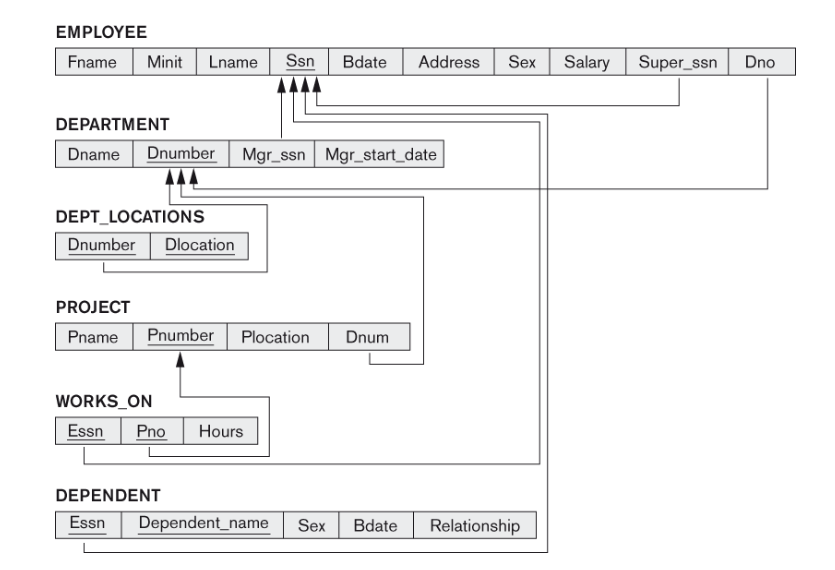 EMPLOYEE
Fname Minit Lname Ssn Bdate Address Sex Salary Super_ssn Dno
DEPARTMENT
Dname Dnumber Mgr_ssn Mgr_start_date
DEPT_LOCATIONS
Dnumber Dlocation
PROJECT
Pname Pnumber Plocation Dnum
WORKS_ON
Essn Pno Hours
DEPENDENT
Essn Dependent_name Sex Bdate Relationship